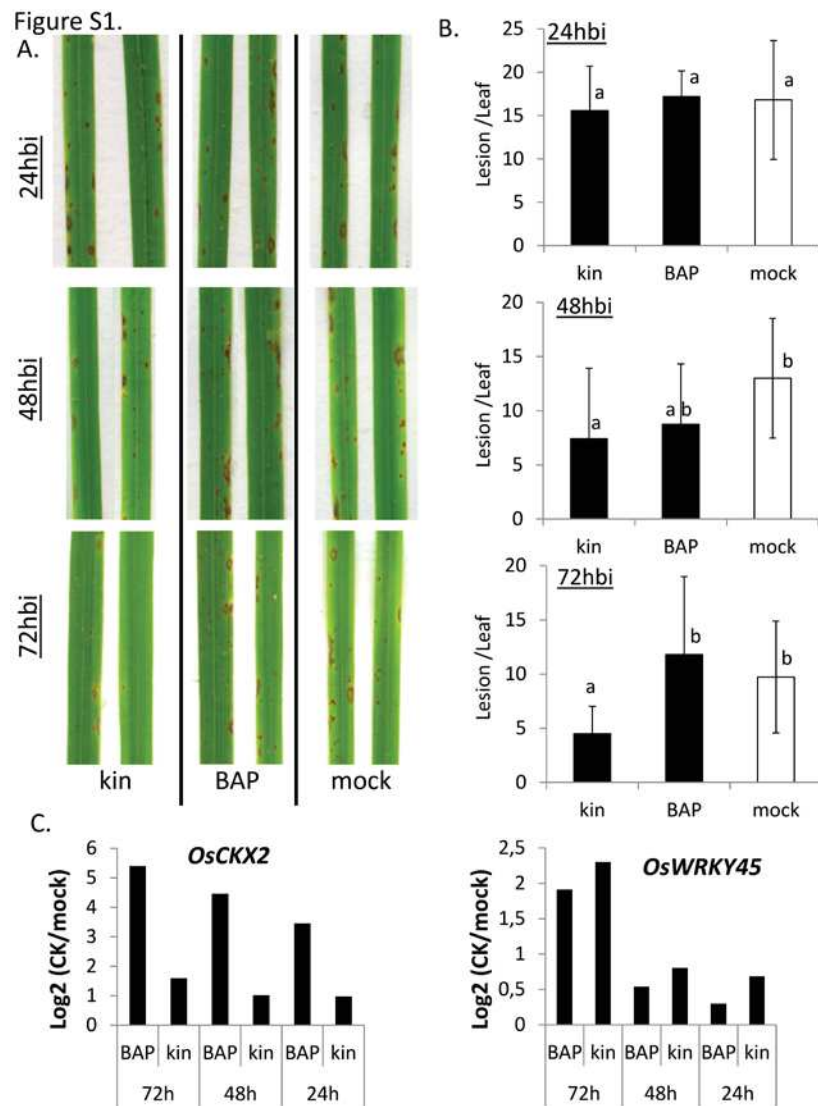 Figure S1.
A.
24hbi
48hbi
72hbi
kin BAP mock
B.
24hbi
Lesion /Leaf
25
20
15
10
5
0
a a a
kin BAP mock
48hbi
Lesion /Leaf
20
15
10
5
0
a a b b
kin BAP mock
72hbi
Lesion /Leaf
20
15
10
5
0
a b b
kin BAP mock
C.
OsCKX2
Log2 (CK/mock)
6
5
4
3
2
1
0
BAP kin BAP kin BAP kin
72h 48h 24h
OsWRKY45
Log2 (CK/mock)
2,5
2
1,5
1
0,5
0
BAP kin BAP kin BAP kin
72h 48h 24h